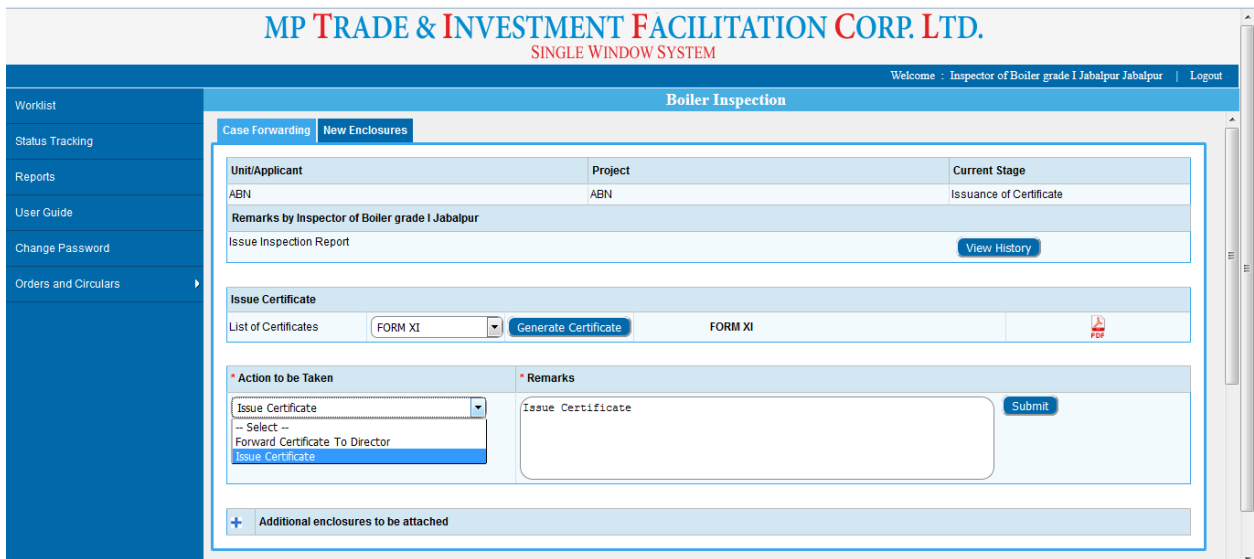 MP TRADE & INVESTMENT FACILITATION CORP. LTD.
SINGLE WINDOW SYSTEM
Welcome : Inspector of Boiler grade I Jabalpur Jabalpur | Logout
Worklist
Status Tracking
Reports
User Guide
Change Password
Orders and Circulars
Boiler Inspection
Case Forwarding New Enclosures
Unit/Applicant Project Current Stage
ABN ABN Issuance of Certificate
Remarks by Inspector of Boiler grade I Jabalpur
Issue Inspection Report View History
Issue Certificate
List of Certificates FORM XI Generate Certificate FORM XI PDF
* Action to be Taken * Remarks
Issue Certificate Issue Certificate Submit
-- Select --
Forward Certificate To Director
Issue Certificate
+ Additional enclosures to be attached